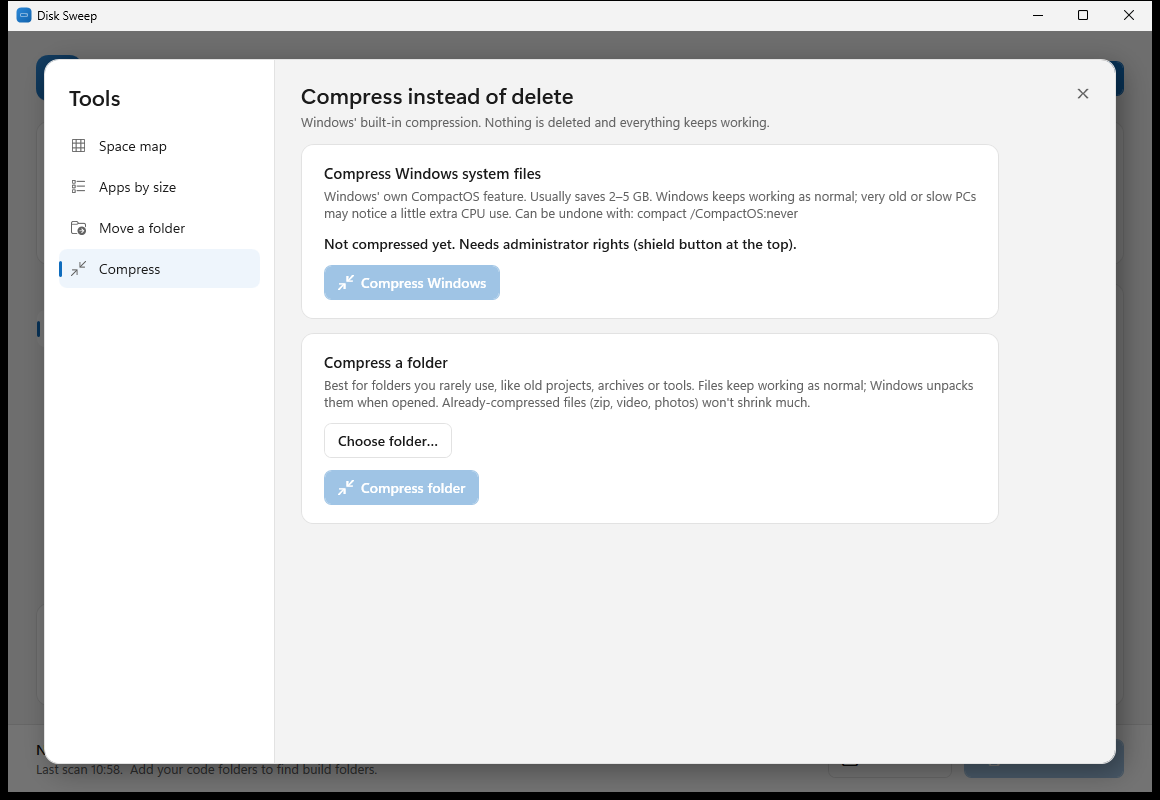 Disk Sweep
Tools
Space map
Apps by size
Move a folder
Compress
Compress instead of delete
Windows' built-in compression. Nothing is deleted and everything keeps working.
Compress Windows system files
Windows' own CompactOS feature. Usually saves 2–5 GB. Windows keeps working as normal; very old or slow PCs
may notice a little extra CPU use. Can be undone with: compact /CompactOS:never
Not compressed yet. Needs administrator rights (shield button at the top).
Compress Windows
Compress a folder
Best for folders you rarely use, like old projects, archives or tools. Files keep working as normal; Windows unpacks
them when opened. Already-compressed files (zip, video, photos) won't shrink much.
Choose folder...
Compress folder
Last scan 10:58. Add your code folders to find build folders.